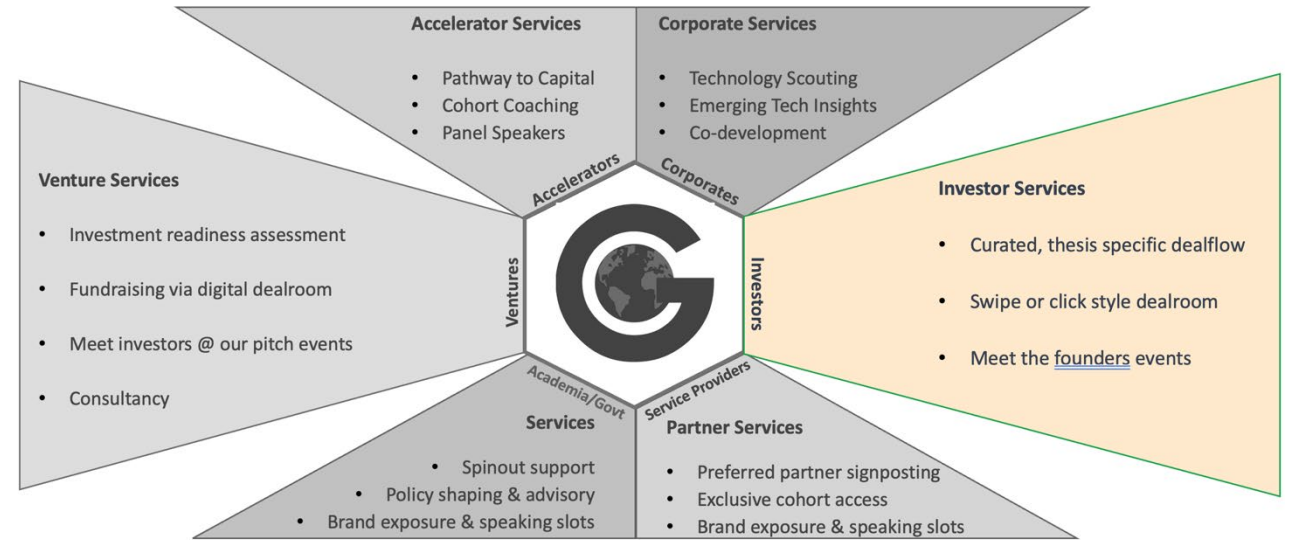 Accelerator Services
• Pathway to Capital
• Cohort Coaching
• Panel Speakers
Corporate Services
• Technology Scouting
• Emerging Tech Insights
• Co-development
Venture Services
• Investment readiness assessment
• Fundraising via digital dealroom
• Meet investors @ our pitch events
• Consultancy
Accelerators
Corporates
Ventures
G
Investors
Academia/Govt
Service Providers
Investor Services
• Curated, thesis specific dealflow
• Swipe or click style dealroom
• Meet the founders events
Services
• Spinout support
• Policy shaping & advisory
• Brand exposure & speaking slots
Partner Services
• Preferred partner signposting
• Exclusive cohort access
• Brand exposure & speaking slots